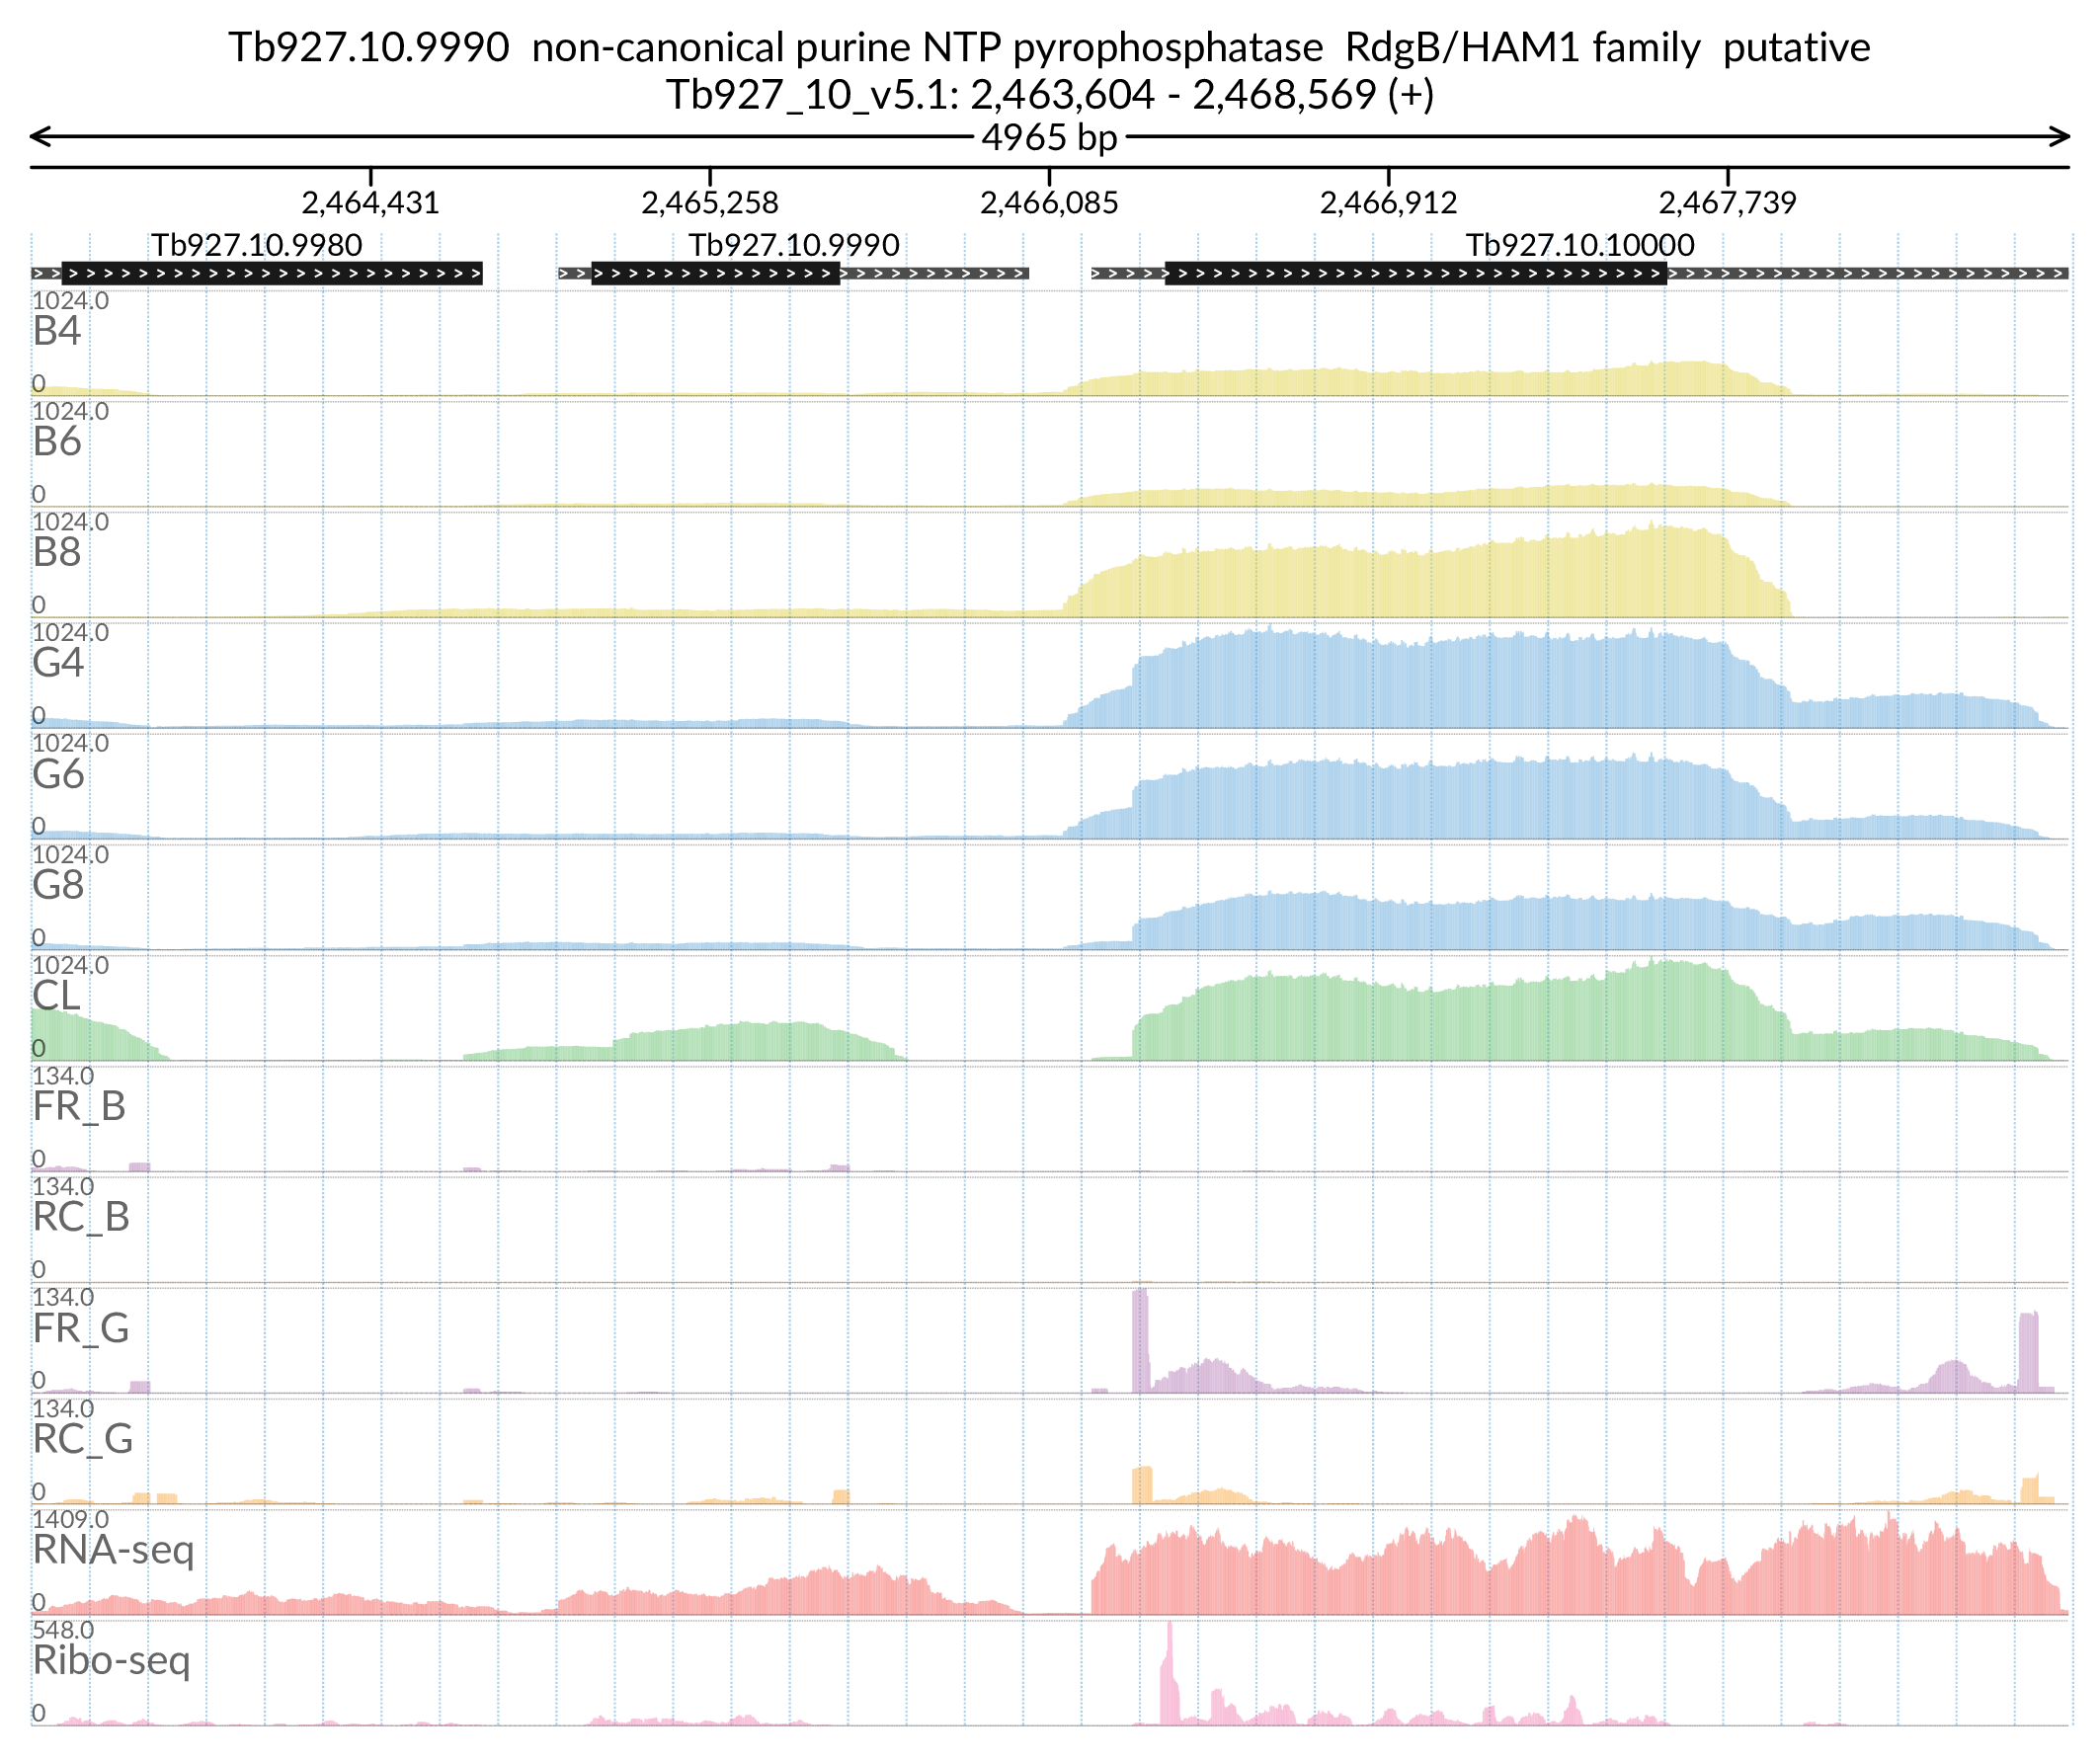 Tb927.10.9990 non-canonical purine NTP pyrophosphatase RdgB/HAM1 family putative
Tb927_10_v5.1: 2,463,604 - 2,468,569 (+)
4965 bp
2,464,431 2,465,258 2,466,085 2,466,912 2,467,739
Tb927.10.9980 Tb927.10.9990 Tb927.10.10000
1024.0
B4
0
1024.0
B6
0
1024.0
B8
0
1024.0
G4
0
1024.0
G6
0
1024.0
G8
0
1024.0
CL
0
134.0
FR_B
0
134.0
RC_B
0
134.0
FR_G
0
134.0
RC_G
0
1409.0
RNA-seq
0
548.0
Ribo-seq
0